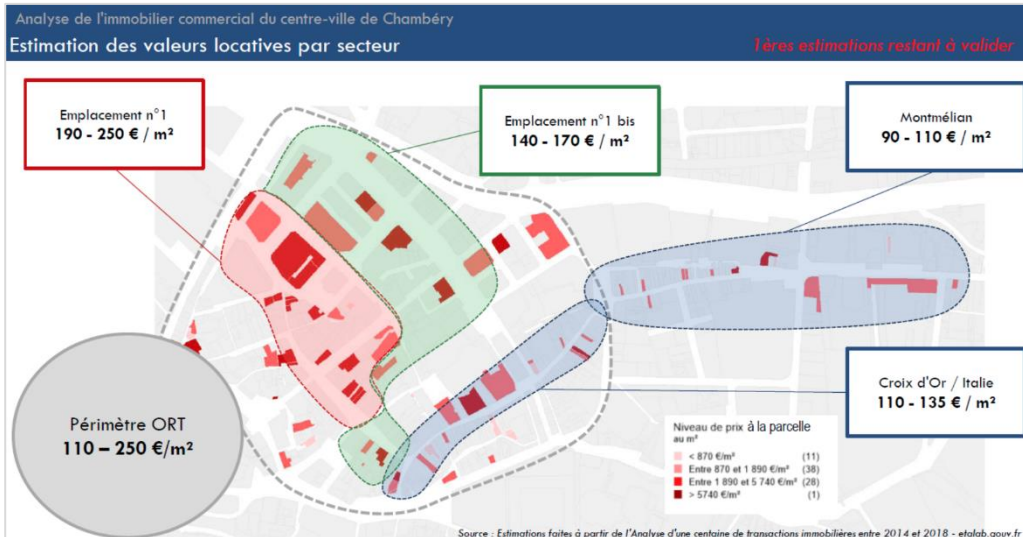 Analyse de l'immobilier commercial du centre-ville de Chambéry
Estimation des valeurs locatives par secteur
1ères estimations restant à valider
Emplacement n°1
190 - 250 € / m²
Emplacement n°1 bis
140 - 170 € / m²
Montmélian
90 - 110 € / m²
Périmètre ORT
110 – 250 €/m²
Croix d'Or / Italie
110 - 135 € / m²
Niveau de prix à la parcelle
au m²
< 870 €/m² (11)
Entre 870 et 1 890 €/m² (38)
Entre 1 890 et 5 740 €/m² (28)
> 5740 €/m² (1)
Source : Estimations faites à partir de l'Analyse d'une centaine de transactions immobilières entre 2014 et 2018 - etalab.gouv.fr